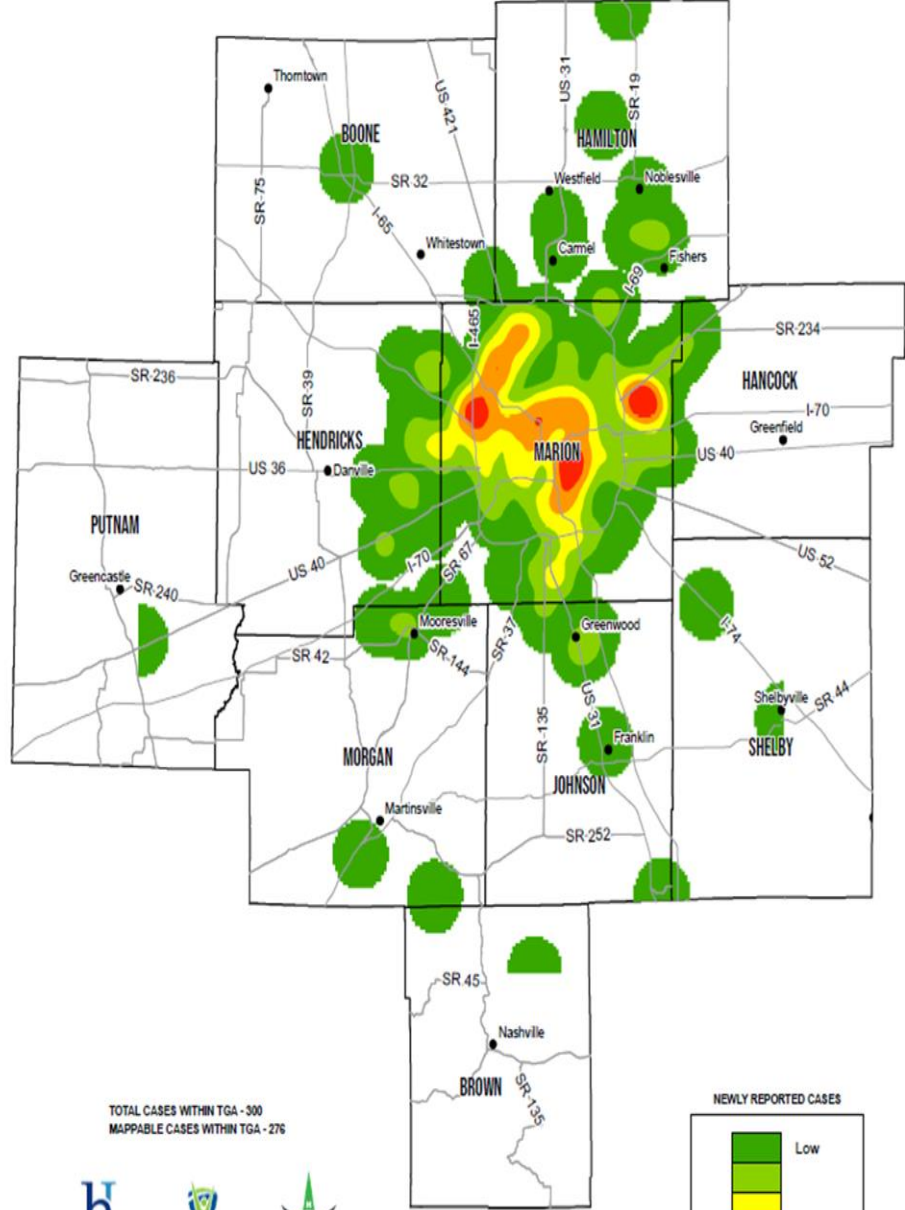 US 31
SR-19
Thorntown
US 421
BOONE
HAMILTON
SR-75
SR 32
Westfield
Noblesville
I-65
Whitestown
Carmel
Fishers
I-69
I-465
SR-234
SR-236
SR-39
HANCOCK
I-70
HENDRICKS
Greenfield
US 36
Danville
MARION
US 40
PUTNAM
US 52
Greencastle
SR-240
US 40
I-70
SR-67
Mooresville
Greenwood
I-74
SR 42
SR-144
SR-37
US-31
Shelbyville
SR-44
SR-135
Franklin
SHELBY
MORGAN
JOHNSON
Martinsville
SR-252
SR-45
Nashville
BROWN
SR-135
TOTAL CASES WITHIN TGA - 300
MAPPABLE CASES WITHIN TGA - 276
NEWLY REPORTED CASES
Low